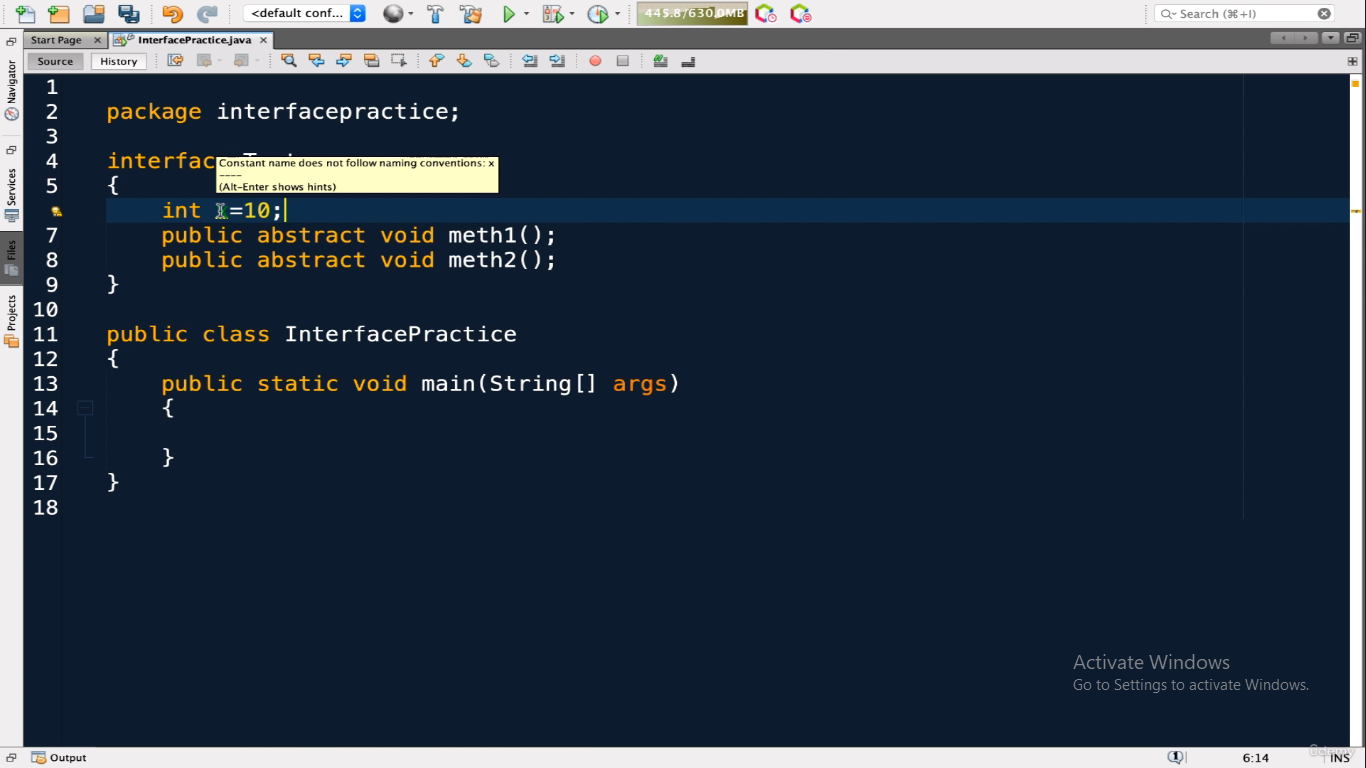 <default conf...
445.8/630.0MB
Search (⌘+I)
Start Page
InterfacePractice.java
Source
History
Navigator
Services
Files
Projects
1
2 package interfacepractice;
3
4 interface
Constant name does not follow naming conventions: x
----
(Alt-Enter shows hints)
5 {
int =10;
7 public abstract void meth1();
8 public abstract void meth2();
9 }
10
11 public class InterfacePractice
12 {
13 public static void main(String[] args)
14 {
15
16 }
17 }
18
Activate Windows
Go to Settings to activate Windows.
Udemy
Output
1
6:14
INS